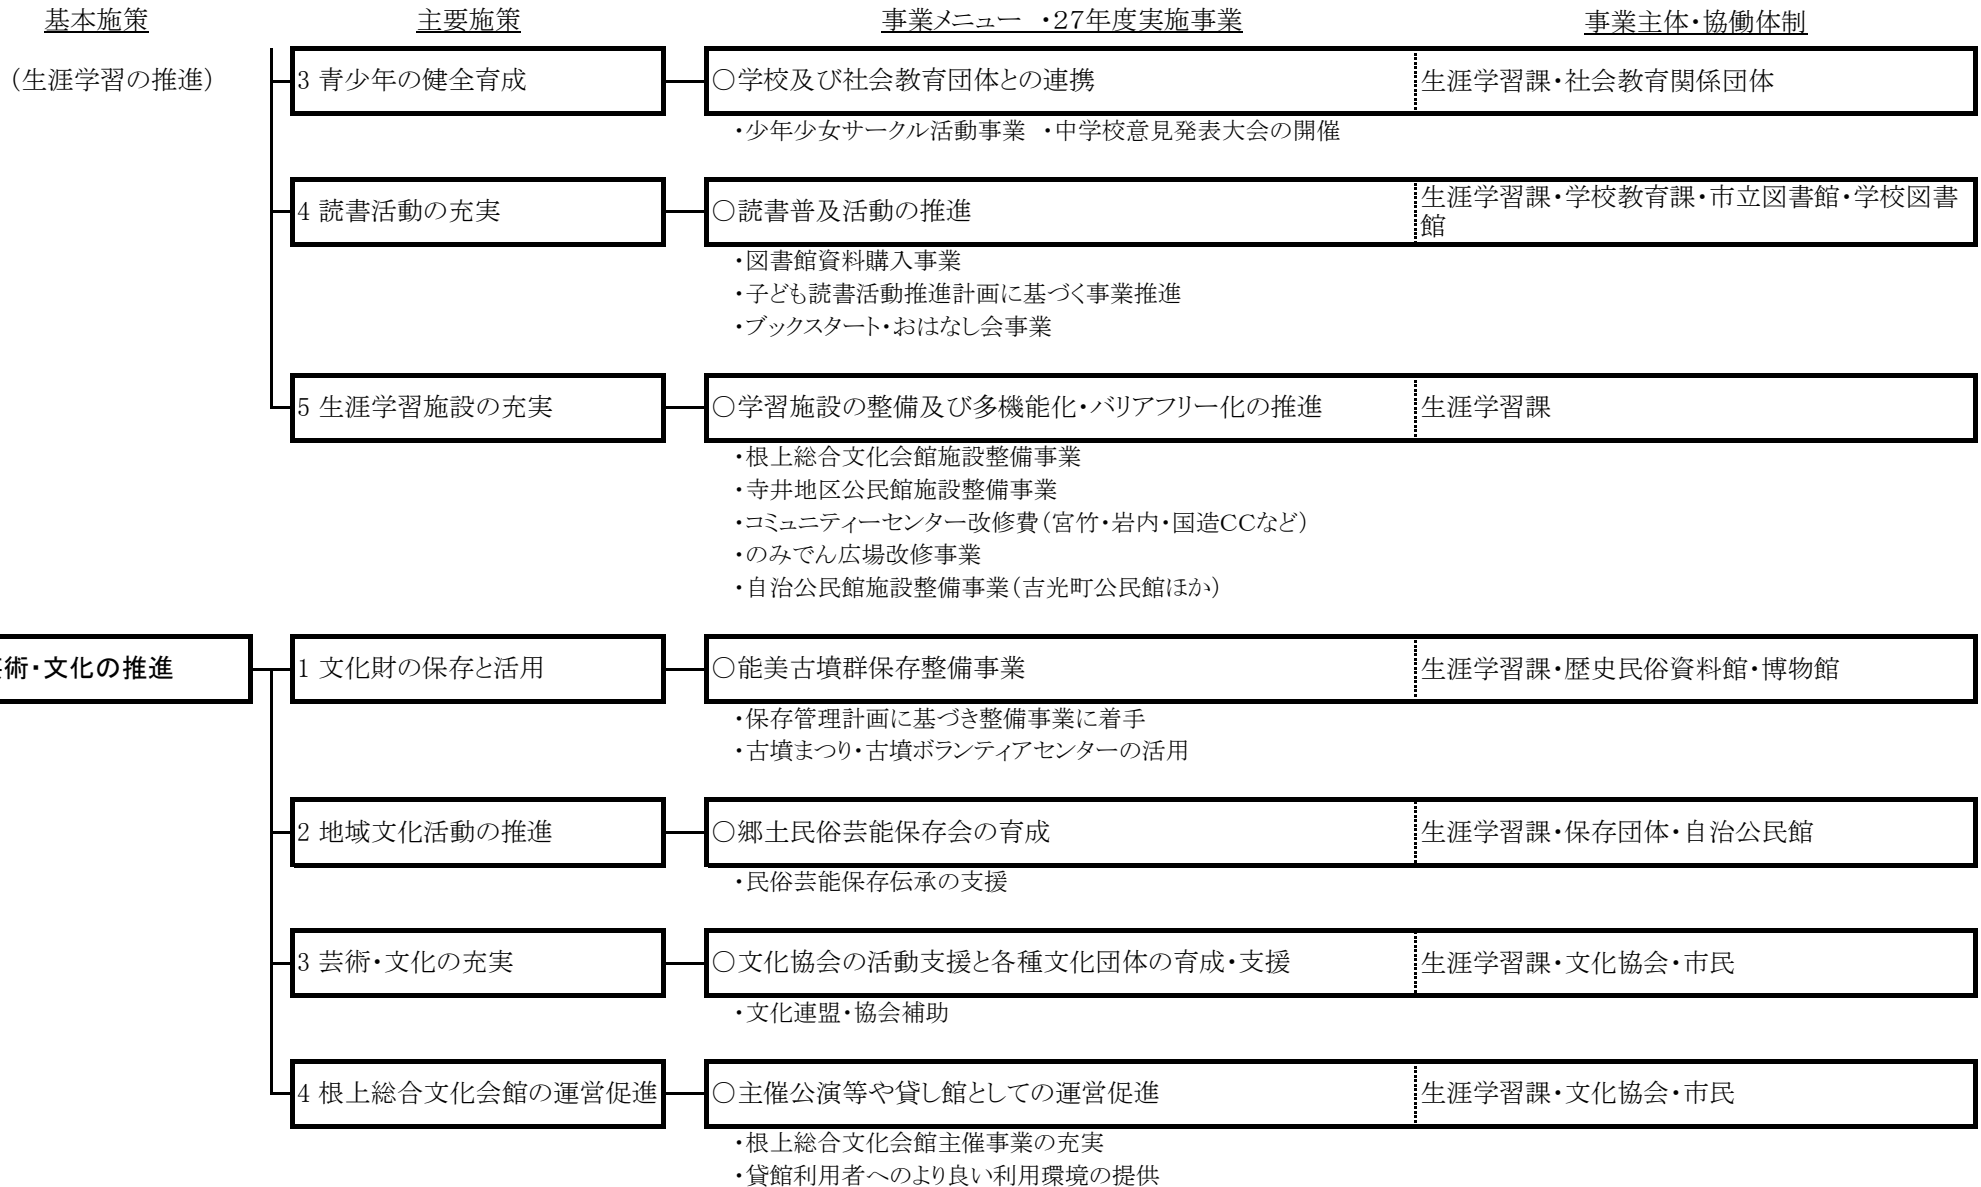 基本施策 主要施策 事業メニュー ・27年度実施事業 事業主体・協働体制
(生涯学習の推進) 3 青少年の健全育成 ○学校及び社会教育団体との連携 生涯学習課・社会教育関係団体
・少年少女サークル活動事業 ・中学校意見発表大会の開催
4 読書活動の充実 ○読書普及活動の推進 生涯学習課・学校教育課・市立図書館・学校図書
館
・図書館資料購入事業
・子ども読書活動推進計画に基づく事業推進
・ブックスタート・おはなし会事業
5 生涯学習施設の充実 ○学習施設の整備及び多機能化・バリアフリー化の推進 生涯学習課
・根上総合文化会館施設整備事業
・寺井地区公民館施設整備事業
・コミュニティーセンター改修費(宮竹・岩内・国造CCなど)
・のみでん広場改修事業
・自治公民館施設整備事業(吉光町公民館ほか)
術・文化の推進 1 文化財の保存と活用 ○能美古墳群保存整備事業 生涯学習課・歴史民俗資料館・博物館
・保存管理計画に基づき整備事業に着手
・古墳まつり・古墳ボランティアセンターの活用
2 地域文化活動の推進 ○郷土民俗芸能保存会の育成 生涯学習課・保存団体・自治公民館
・民俗芸能保存伝承の支援
3 芸術・文化の充実 ○文化協会の活動支援と各種文化団体の育成・支援 生涯学習課・文化協会・市民
・文化連盟・協会補助
4 根上総合文化会館の運営促進 ○主催公演等や貸し館としての運営促進 生涯学習課・文化協会・市民
・根上総合文化会館主催事業の充実
・貸館利用者へのより良い利用環境の提供